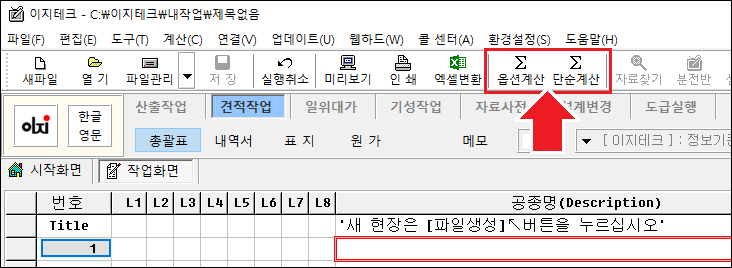 이지테크 - C:₩이지테크₩내작업₩제목없음
파일(F) 편집(E) 도구(T) 계산(C) 연결(V) 업데이트(U) 웹하드(W) 콜 센터(A) 환경설정(S) 도움말(H)
새파일 열 기 파일관리 저 장 실행취소 미리보기 인 쇄 엑셀변환 옵션계산 단순계산 자료찾기 분전반
산출작업 견적작업 일위대가 기성작업 자료사전 설계변경 도급실행
한글
영문
총괄표 내역서 표 지 원 가 메모 [ 이지테크 ] : 정보기
시작화면 작업화면
번호 L1 L2 L3 L4 L5 L6 L7 L8 공종명(Description)
Title '새 현장은 [파일생성]↖버튼을 누르십시오'
1